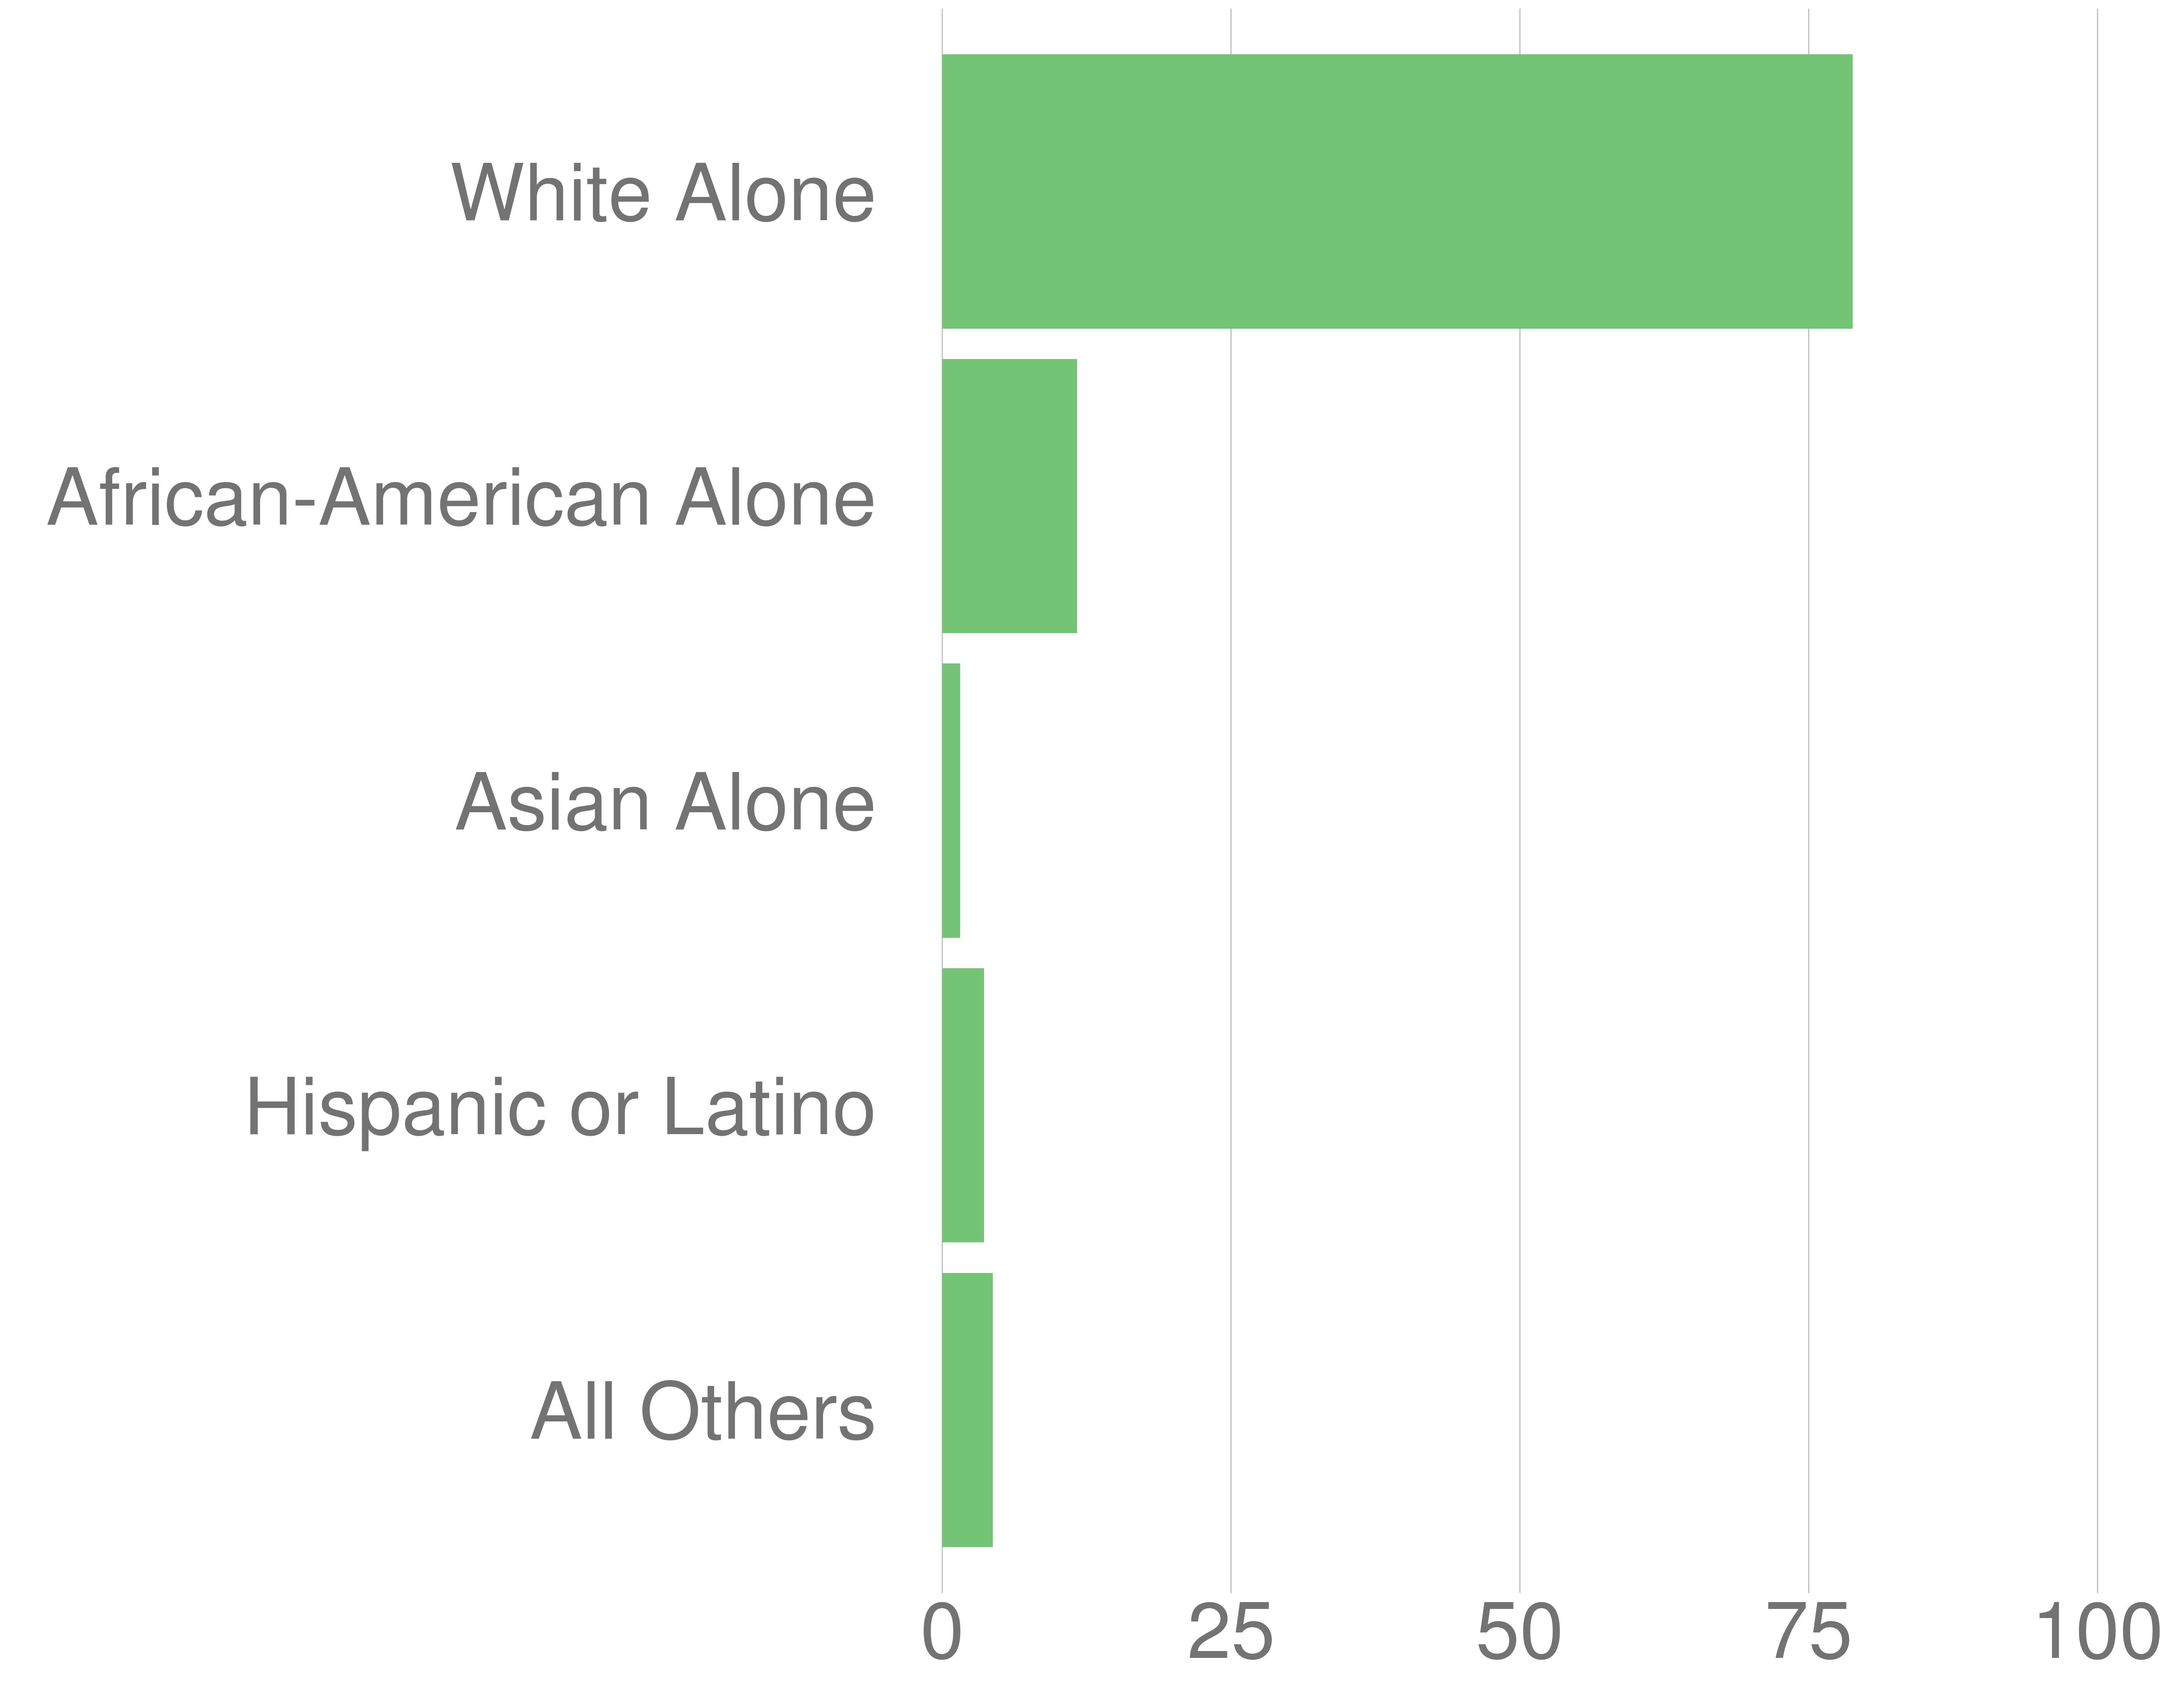 White Alone
African-American Alone
Asian Alone
Hispanic or Latino
All Others
0 25 50 75 100